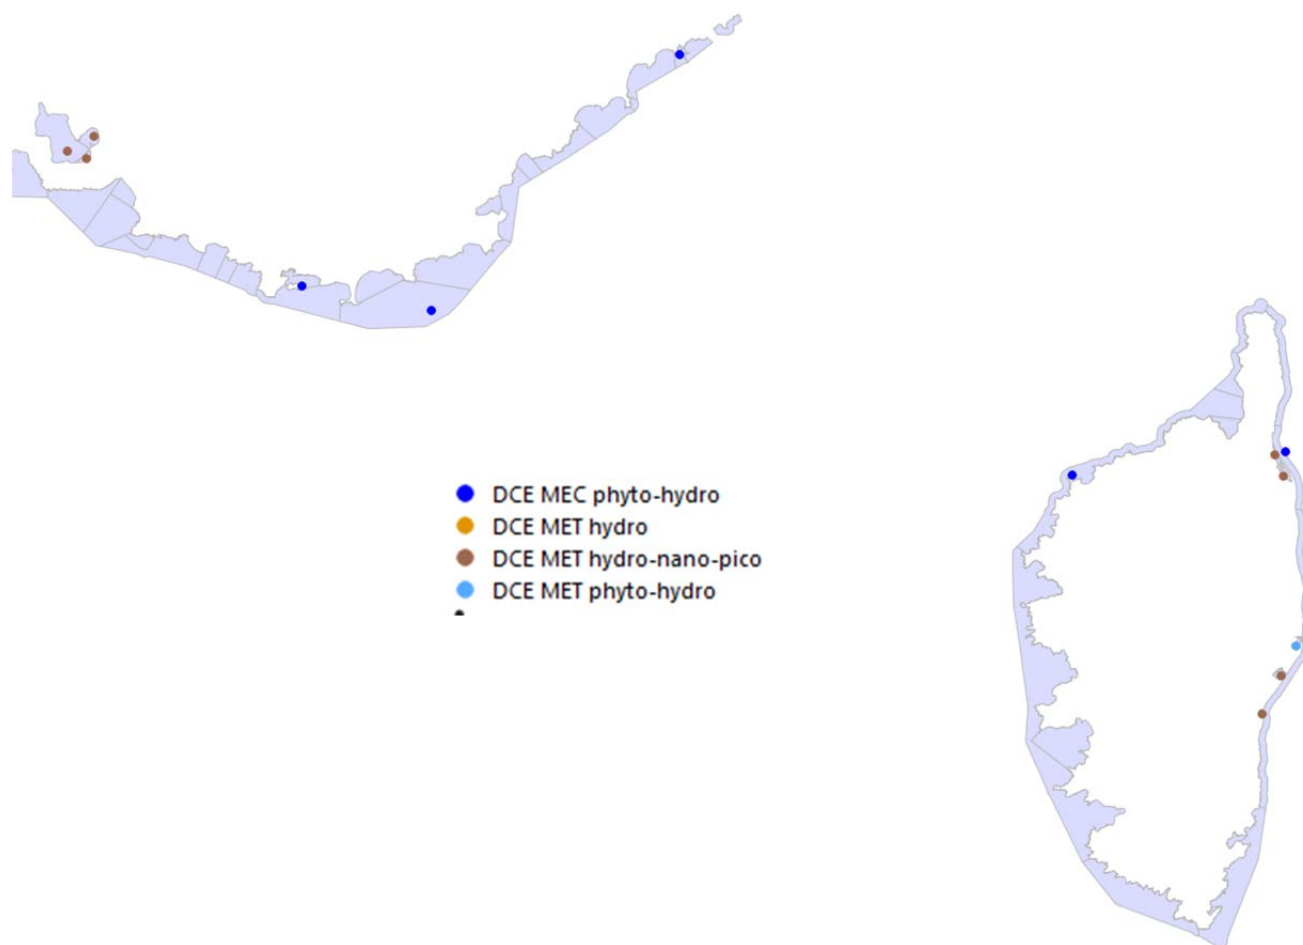 DCE MEC phyto-hydro
DCE MET hydro
DCE MET hydro-nano-pico
DCE MET phyto-hydro